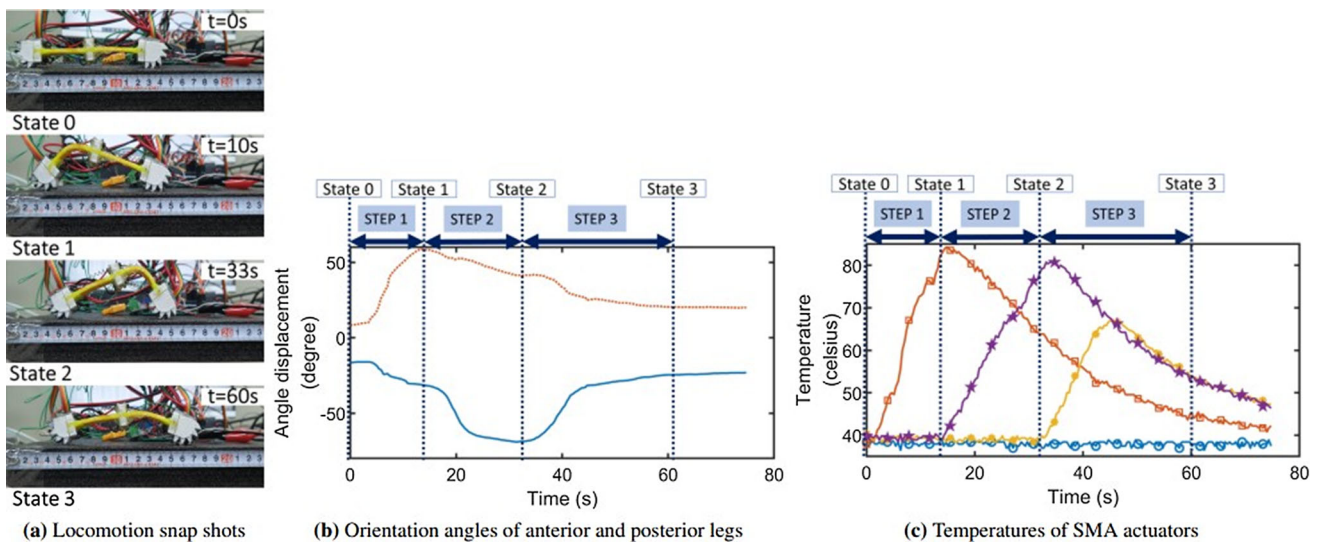 t=0s
State 0
t=10s
State 1
t=33s
State 2
t=60s
State 3
(a) Locomotion snap shots
State 0 State 1 State 2 State 3
STEP 1 STEP 2 STEP 3
50
0
-50
Angle displacement
(degree)
0 20 40 60 80
Time (s)
(b) Orientation angles of anterior and posterior legs
State 0 State 1 State 2 State 3
STEP 1 STEP 2 STEP 3
80
70
60
50
40
Temperature
(celsius)
0 20 40 60 80
Time (s)
(c) Temperatures of SMA actuators